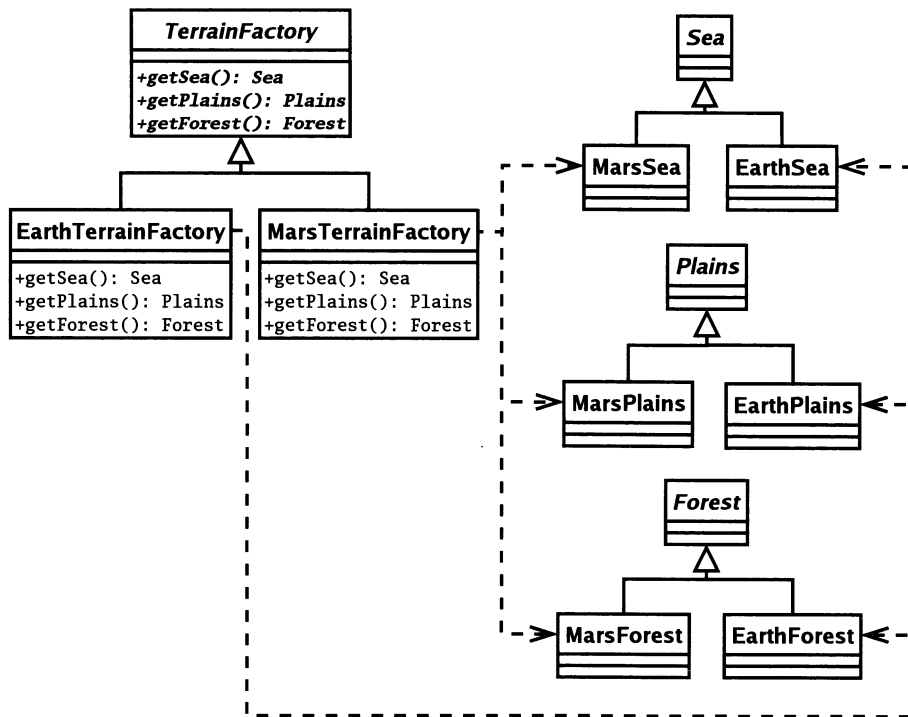 TerrainFactory
+getSea(): Sea
+getPlains(): Plains
+getForest(): Forest
EarthTerrainFactory
+getSea(): Sea
+getPlains(): Plains
+getForest(): Forest
MarsTerrainFactory
+getSea(): Sea
+getPlains(): Plains
+getForest(): Forest
Sea
MarsSea
EarthSea
Plains
MarsPlains
EarthPlains
Forest
MarsForest
EarthForest